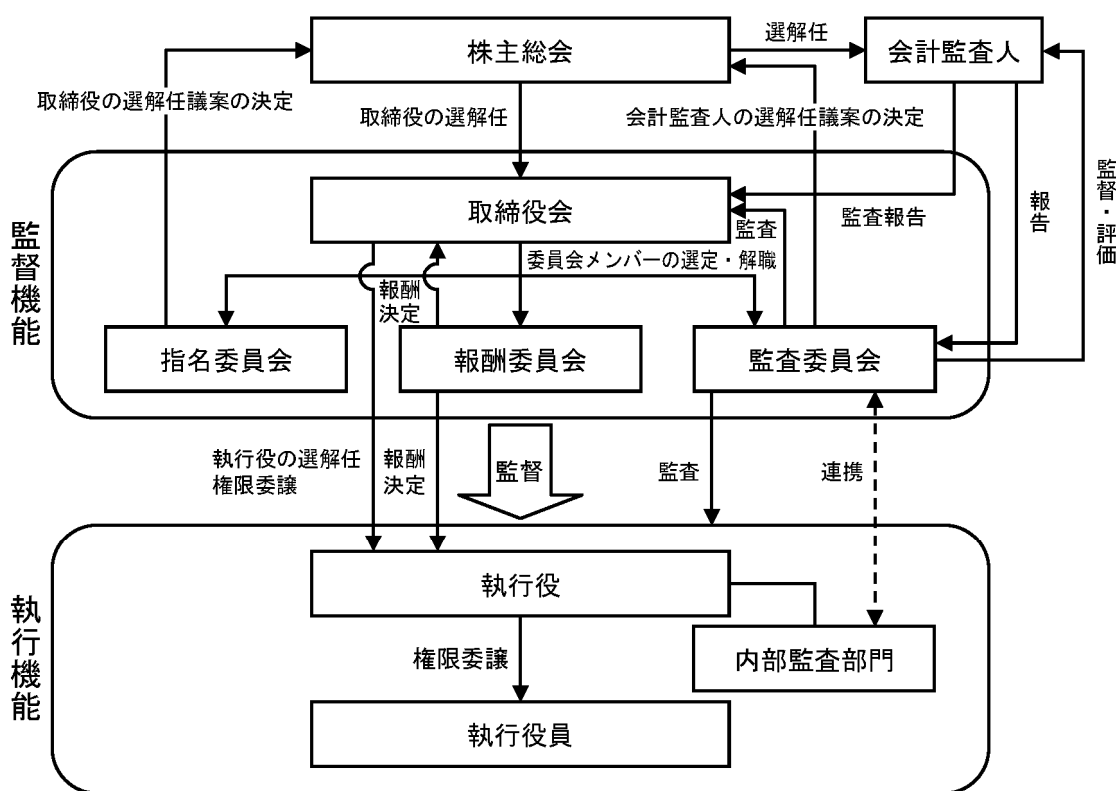 株主総会
選解任
会計監査人
取締役の選解任議案の決定
取締役の選解任
会計監査人の選解任議案の決定
監督機能
取締役会
監査
監査報告
報告
監督・評価
委員会メンバーの選定・解職
報酬
決定
指名委員会
報酬委員会
監査委員会
執行役の選解任
権限委譲
報酬
決定
監督
監査
連携
執行機能
執行役
内部監査部門
権限委譲
執行役員